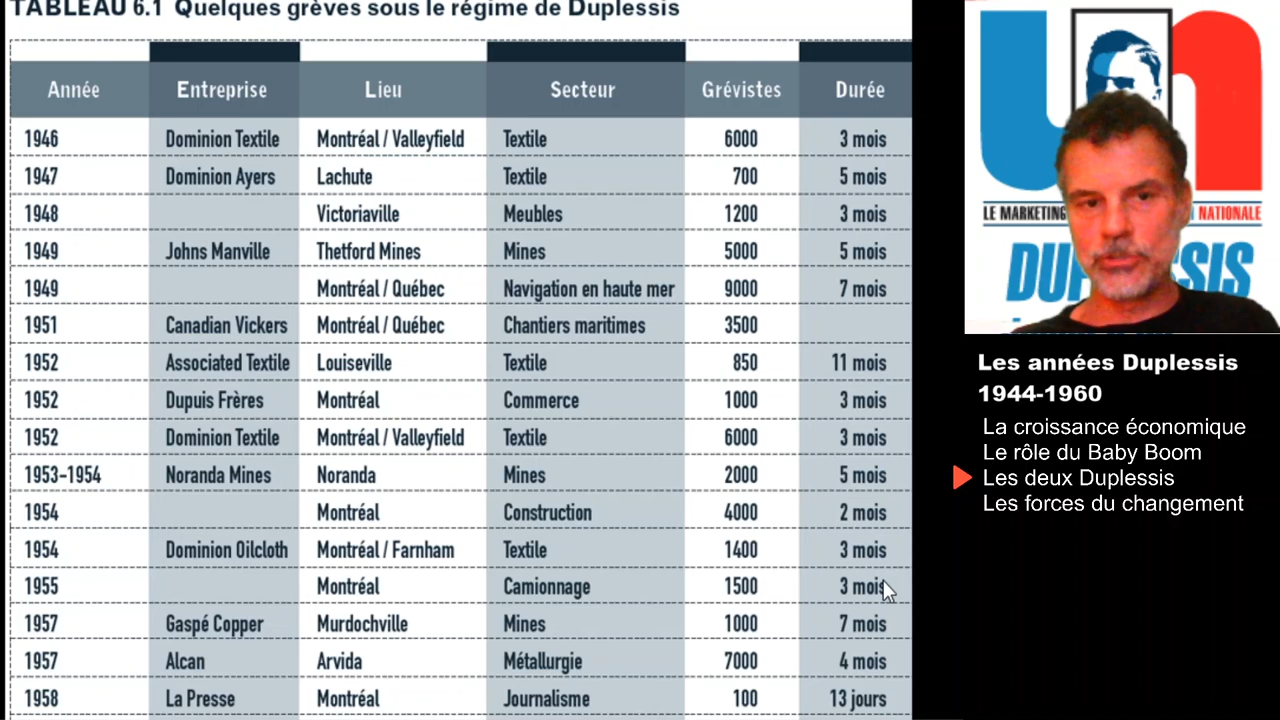 TABLEAU 6.1 Quelques grèves sous le régime de Duplessis
Année Entreprise Lieu Secteur Grévistes Durée
1946 Dominion Textile Montréal / Valleyfield Textile 6000 3 mois
1947 Dominion Ayers Lachute Textile 700 5 mois
1948 Victoriaville Meubles 1200 3 mois
1949 Johns Manville Thetford Mines Mines 5000 5 mois
1949 Montréal / Québec Navigation en haute mer 9000 7 mois
1951 Canadian Vickers Montréal / Québec Chantiers maritimes 3500
1952 Associated Textile Louiseville Textile 850 11 mois
1952 Dupuis Frères Montréal Commerce 1000 3 mois
1952 Dominion Textile Montréal / Valleyfield Textile 6000 3 mois
1953-1954 Noranda Mines Noranda Mines 2000 5 mois
1954 Montréal Construction 4000 2 mois
1954 Dominion Oilcloth Montréal / Farnham Textile 1400 3 mois
1955 Montréal Camionnage 1500 3 mois
1957 Gaspé Copper Murdochville Mines 1000 7 mois
1957 Alcan Arvida Métallurgie 7000 4 mois
1958 La Presse Montréal Journalisme 100 13 jours
un
LE MARKETING NATIONALE
Les années Duplessis
1944-1960
La croissance économique
Le rôle du Baby Boom
Les deux Duplessis
Les forces du changement